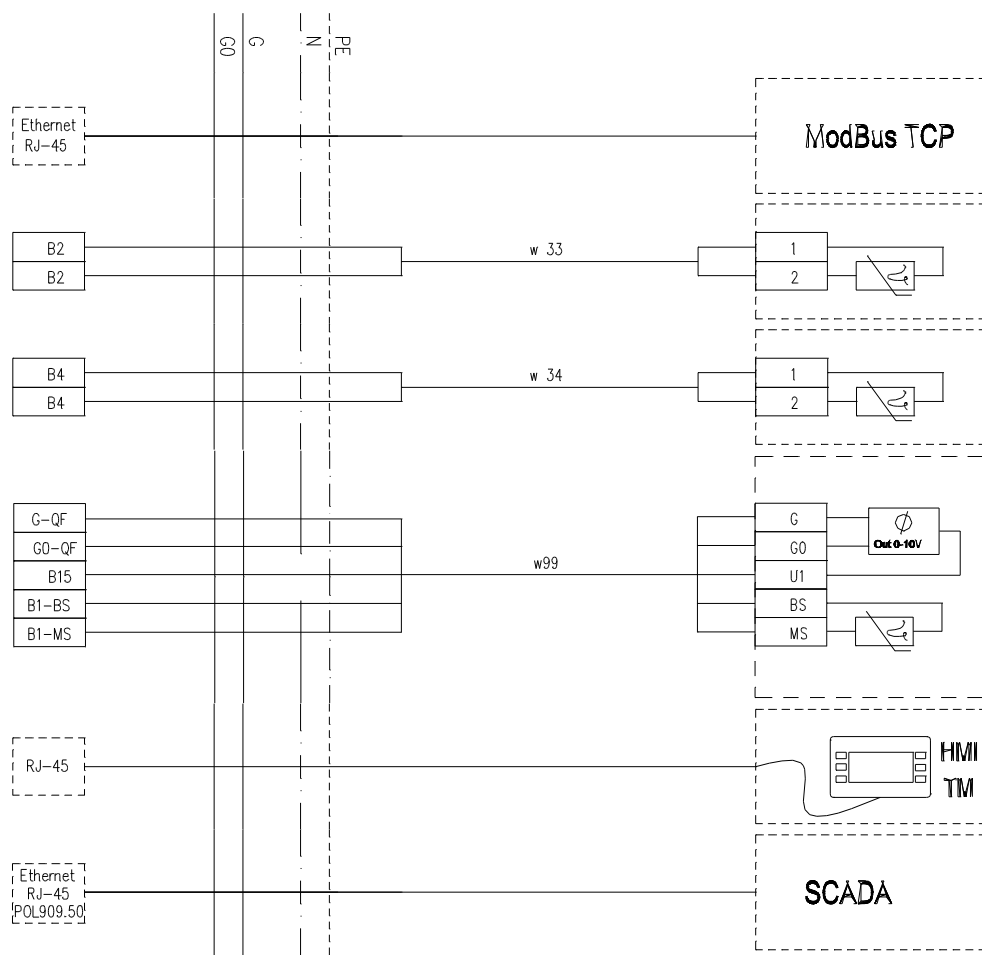 G0
G
N
PE
Ethernet
RJ-45
ModBus TCP
B2
B2
w 33
1
2
B4
B4
w 34
1
2
G-QF
G0-QF
B15
B1-BS
B1-MS
w99
G
G0
U1
BS
MS
Out 0-10V
RJ-45
HMI
TM
Ethernet
RJ-45
POL909.50
SCADA